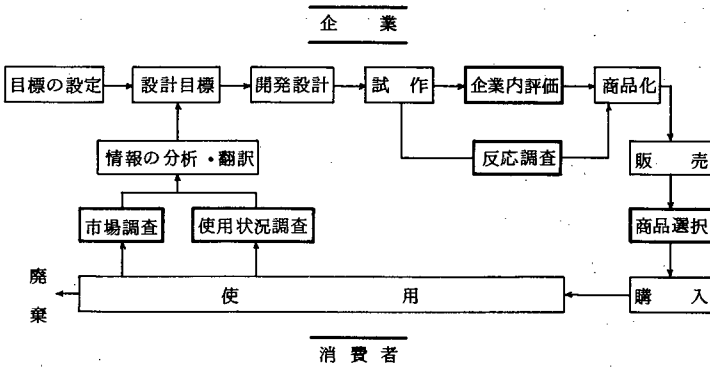 企業
目標の設定
設計目標
開発設計
試作
企業内評価
商品化
反応調査
情報の分析・翻訳
販売
市場調査
使用状況調査
商品選択
廃棄
使用
購入
消費者